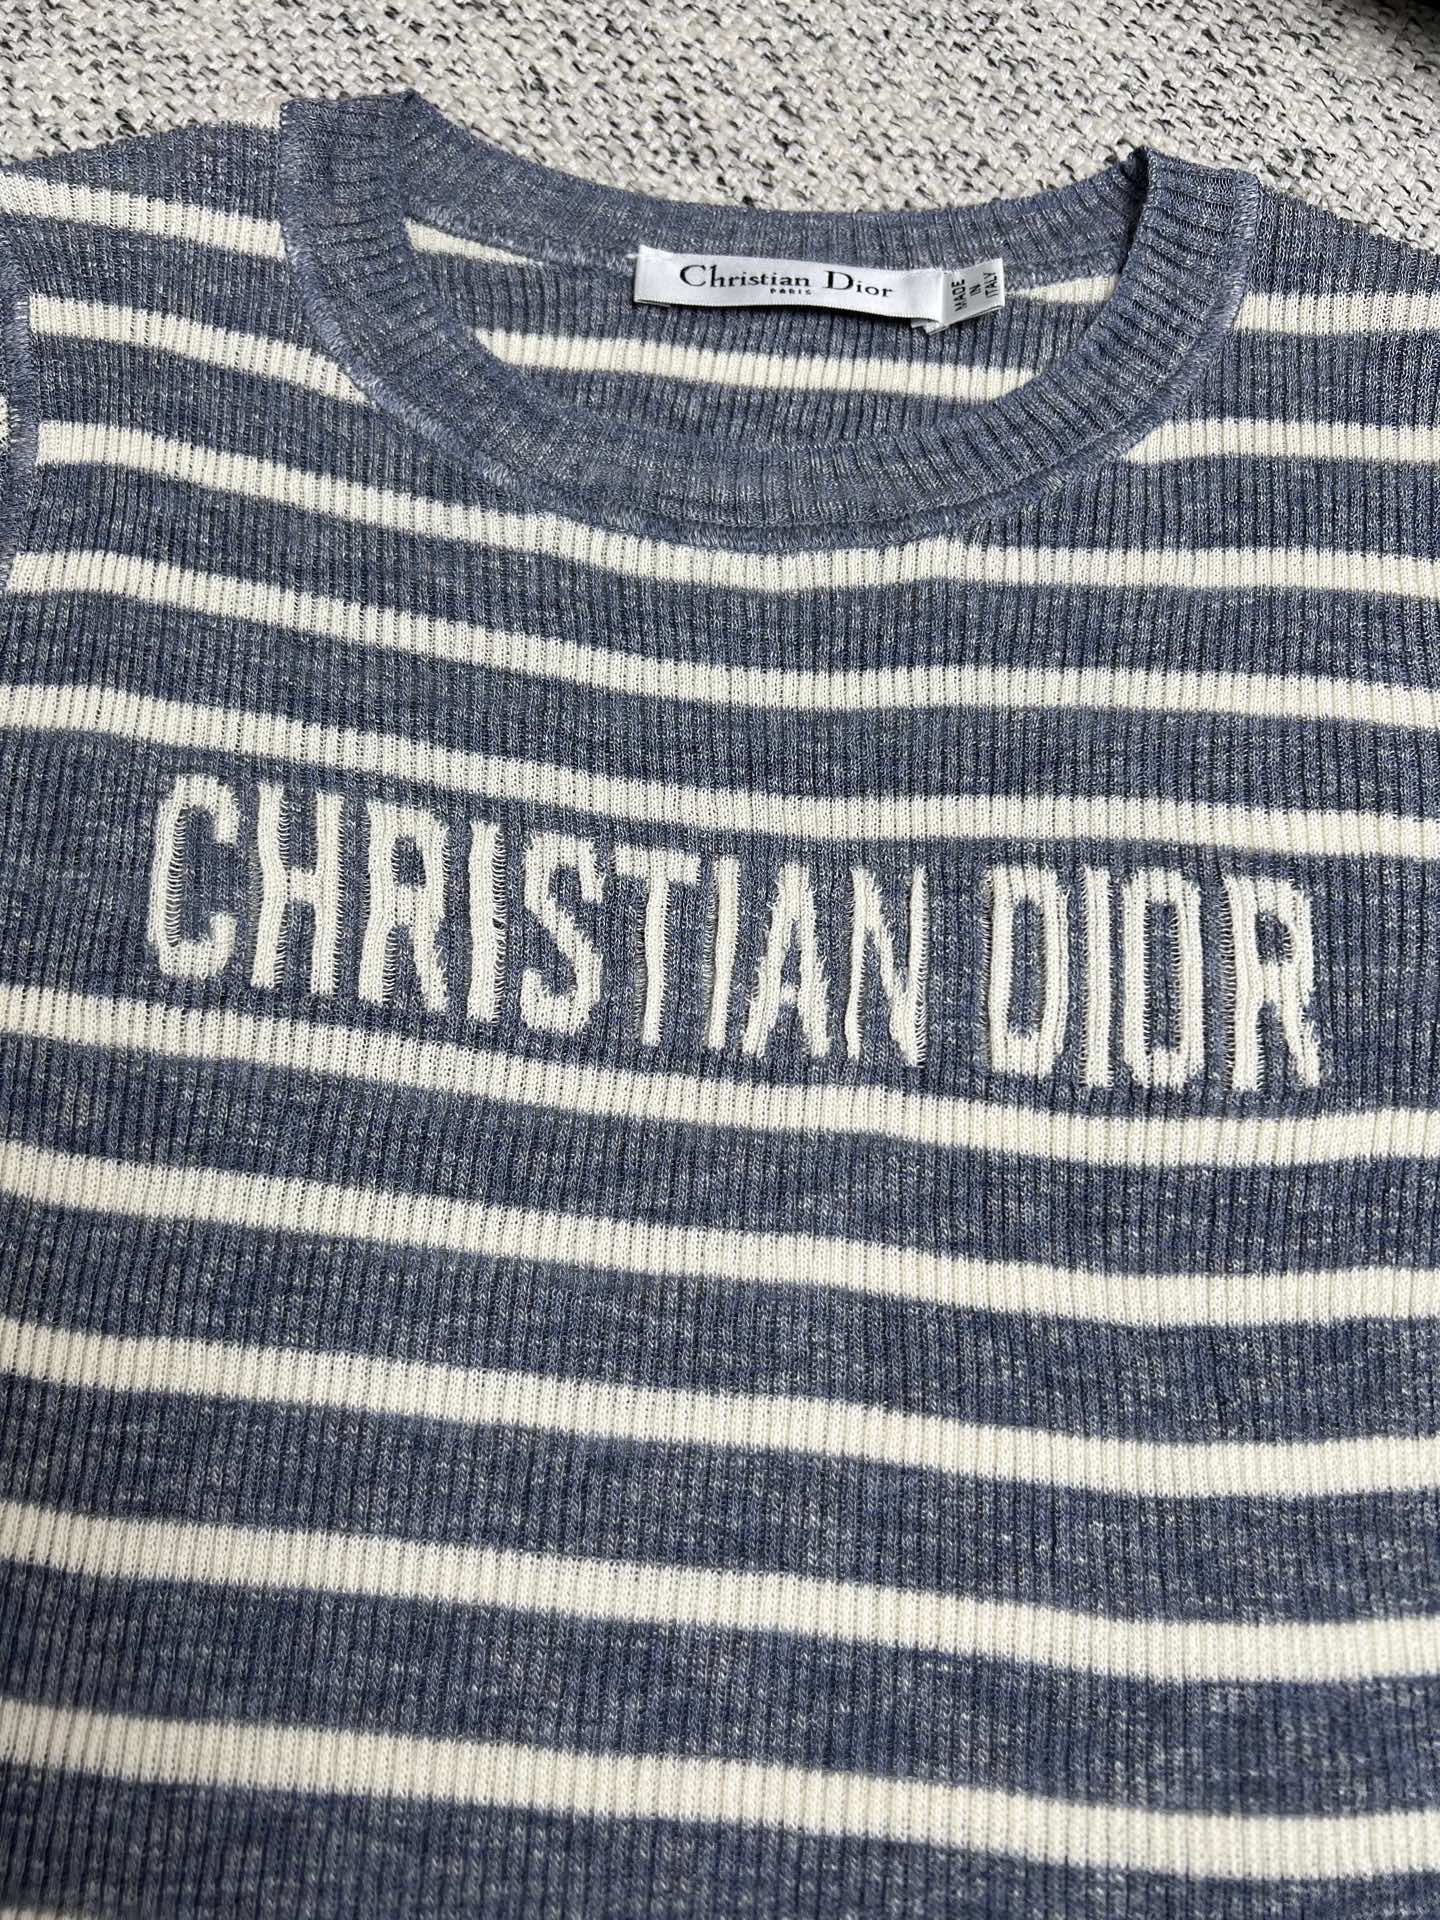 Christian Dior
PARIS
MADE
IN
ITALY
CHRISTIAN DIOR